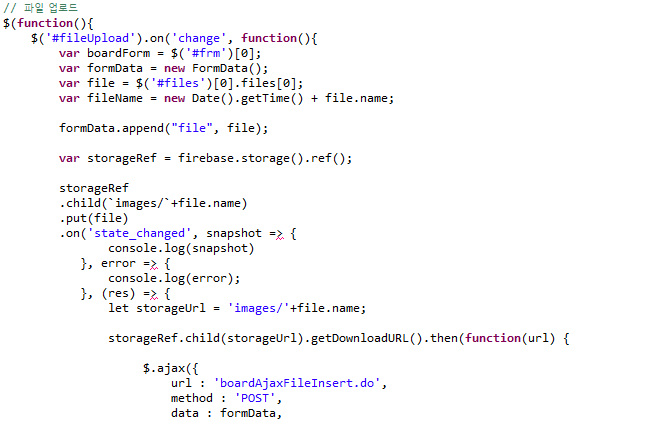 // 파일 업로드
$(function(){
    $('#fileUpload').on('change', function(){
        var boardForm = $('#frm')[0];
        var formData = new FormData();
        var file = $('#files')[0].files[0];
        var fileName = new Date().getTime() + file.name;

        formData.append("file", file);

        var storageRef = firebase.storage().ref();

        storageRef
        .child(`images/`+file.name)
        .put(file)
        .on('state_changed', snapshot => {
               console.log(snapshot)
           }, error => {
               console.log(error);
           }, (res) => {
               let storageUrl = 'images/'+file.name;

               storageRef.child(storageUrl).getDownloadURL().then(function(url) {

                    $.ajax({
                        url : 'boardAjaxFileInsert.do',
                        method : 'POST',
                        data : formData,